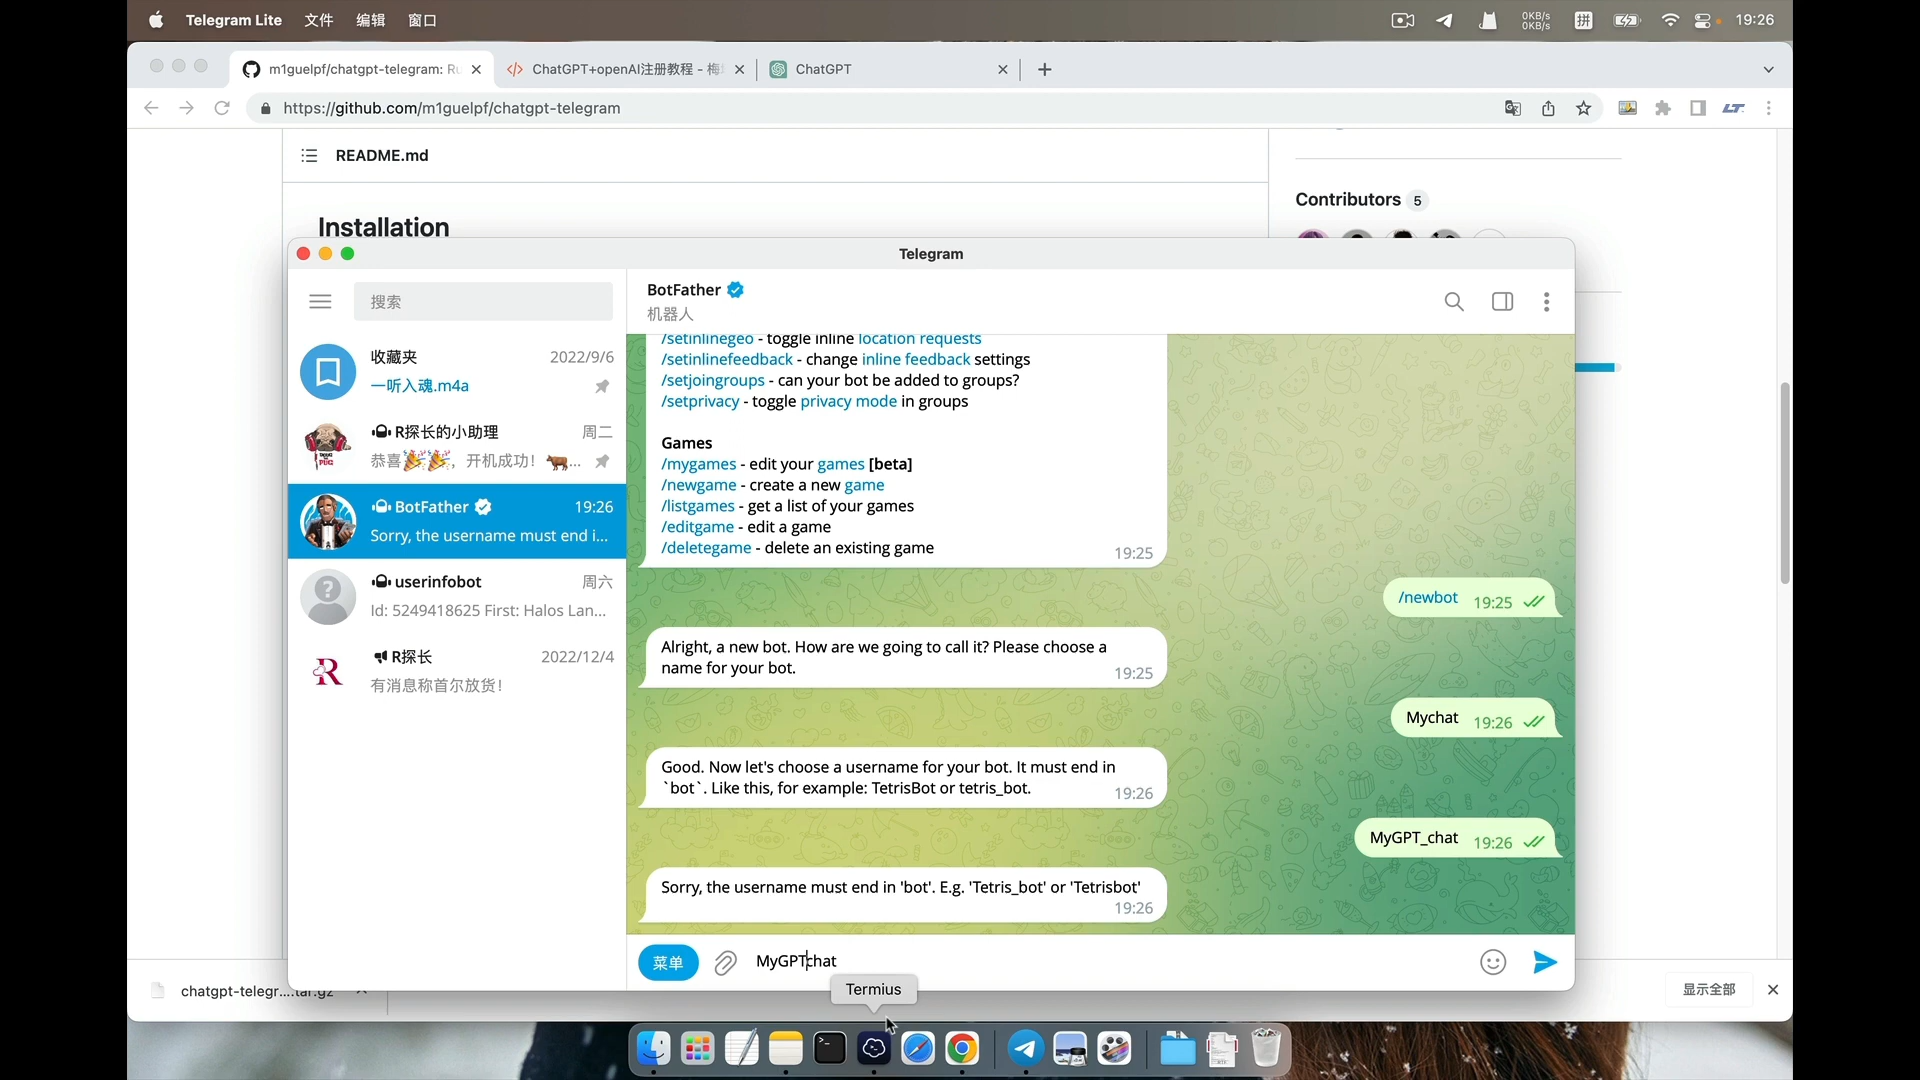 Telegram Lite 文件 编辑 窗口
0KB/s
0KB/s
拼
19:26
m1guelpf/chatgpt-telegram: Ru
ChatGPT+openAI注册教程 - 梅
ChatGPT
https://github.com/m1guelpf/chatgpt-telegram
README.md
Contributors 5
Installation
Telegram
搜索
BotFather
机器人
收藏夹 2022/9/6
一听入魂.m4a
R探长的小助理 周二
恭喜🎉🎉，开机成功！🐂...
BotFather 19:26
Sorry, the username must end i...
userinfobot 周六
Id: 5249418625 First: Halos Lan...
R探长 2022/12/4
有消息称首尔放货！
/setinlinegeo - toggle inline location requests
/setinlinefeedback - change inline feedback settings
/setjoingroups - can your bot be added to groups?
/setprivacy - toggle privacy mode in groups
Games
/mygames - edit your games [beta]
/newgame - create a new game
/listgames - get a list of your games
/editgame - edit a game
/deletegame - delete an existing game
19:25
/newbot 19:25
Alright, a new bot. How are we going to call it? Please choose a
name for your bot.
19:25
Mychat 19:26
Good. Now let's choose a username for your bot. It must end in
`bot`. Like this, for example: TetrisBot or tetris_bot.
19:26
MyGPT_chat 19:26
Sorry, the username must end in 'bot'. E.g. 'Tetris_bot' or 'Tetrisbot'
19:26
菜单
MyGPTchat
Termius
chatgpt-telegr....tar.gz
显示全部